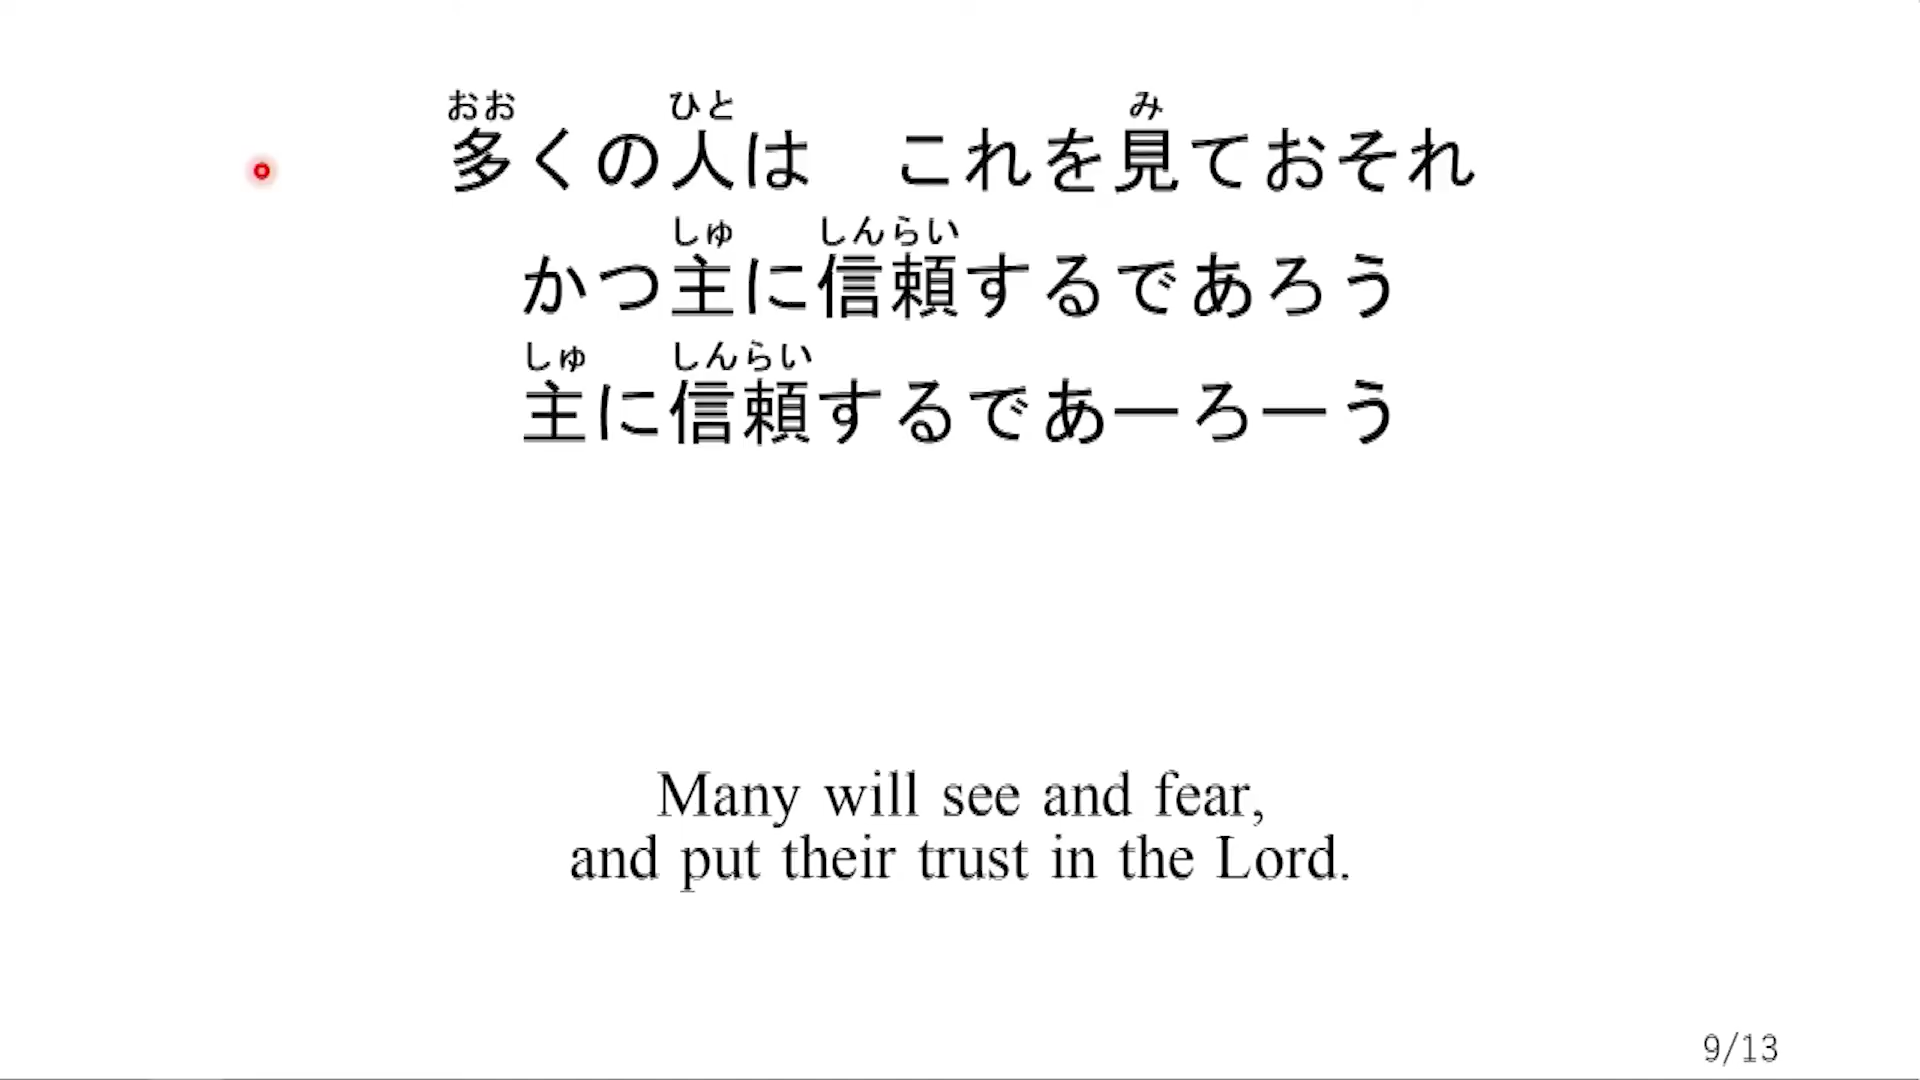 おお ひと み
多くの人は　これを見ておそれ
しゅ しんらい
かつ主に信頼するであろう
しゅ しんらい
主に信頼するであーろーう
Many will see and fear,
and put their trust in the Lord.
9/13